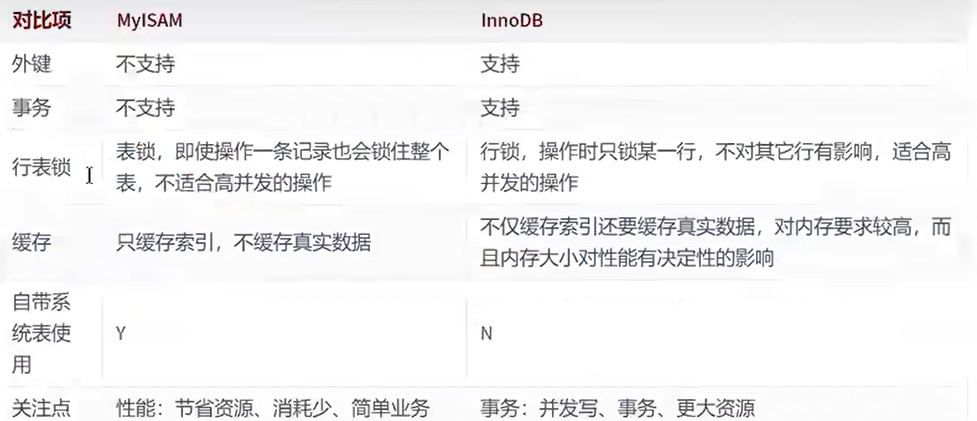 对比项 MyISAM InnoDB
外键 不支持 支持
事务 不支持 支持
行表锁
表锁，即使操作一条记录也会锁住整个
表，不适合高并发的操作
行锁，操作时只锁某一行，不对其它行有影响，适合高
并发的操作
缓存
只缓存索引，不缓存真实数据
不仅缓存索引还要缓存真实数据，对内存要求较高，而
且内存大小对性能有决定性的影响
自带系
统表使
用
Y
N
关注点 性能：节省资源、消耗少、简单业务 事务：并发写、事务、更大资源